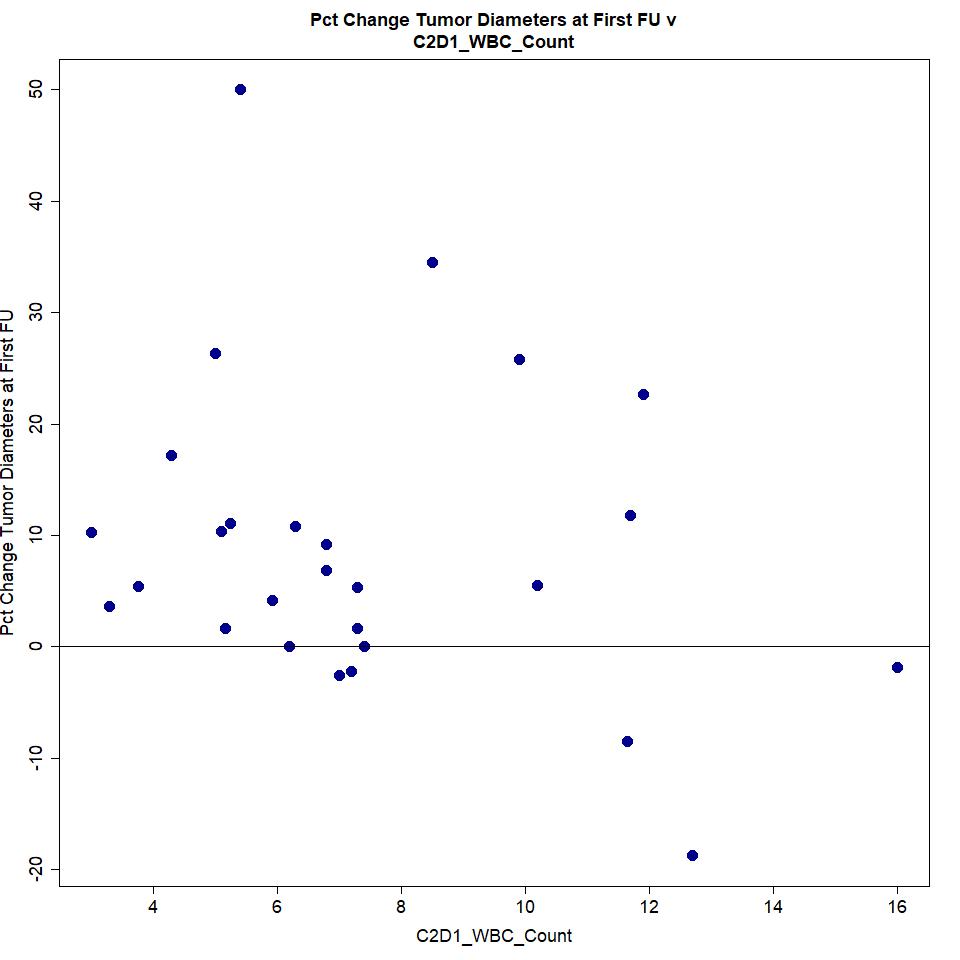 Pct Change Tumor Diameters at First FU v
C2D1_WBC_Count
Pct Change Tumor Diameters at First FU
50
40
30
20
10
0
-10
-20
4 6 8 10 12 14 16
C2D1_WBC_Count